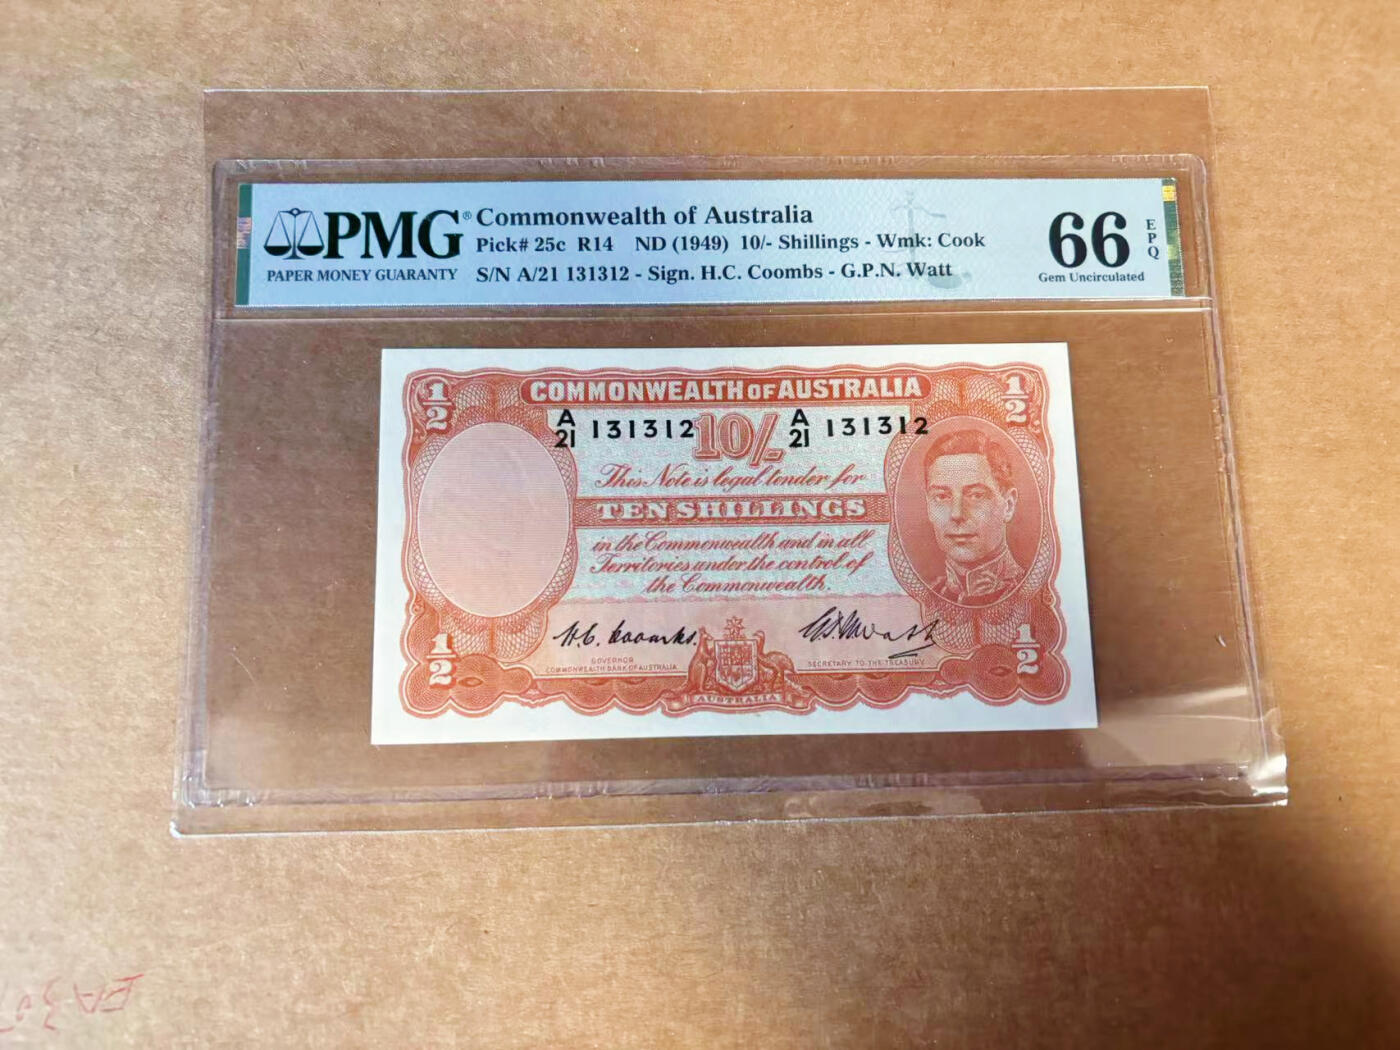 PMG®
PAPER MONEY GUARANTY
Commonwealth of Australia
Pick# 25c R14 ND (1949) 10/- Shillings - Wmk: Cook
S/N A/21 131312 - Sign. H.C. Coombs - G.P.N. Watt
66 EPQ
Gem Uncirculated
1/2 COMMONWEALTH OF AUSTRALIA 1/2
A/21 131312 10/- A/21 131312
This Note is legal tender for
TEN SHILLINGS
in the Commonwealth and in all
Territories under the control of
the Commonwealth.
H.C. Coombs.
GOVERNOR
COMMONWEALTH BANK OF AUSTRALIA
SECRETARY TO THE TREASURY
1/2 AUSTRALIA 1/2